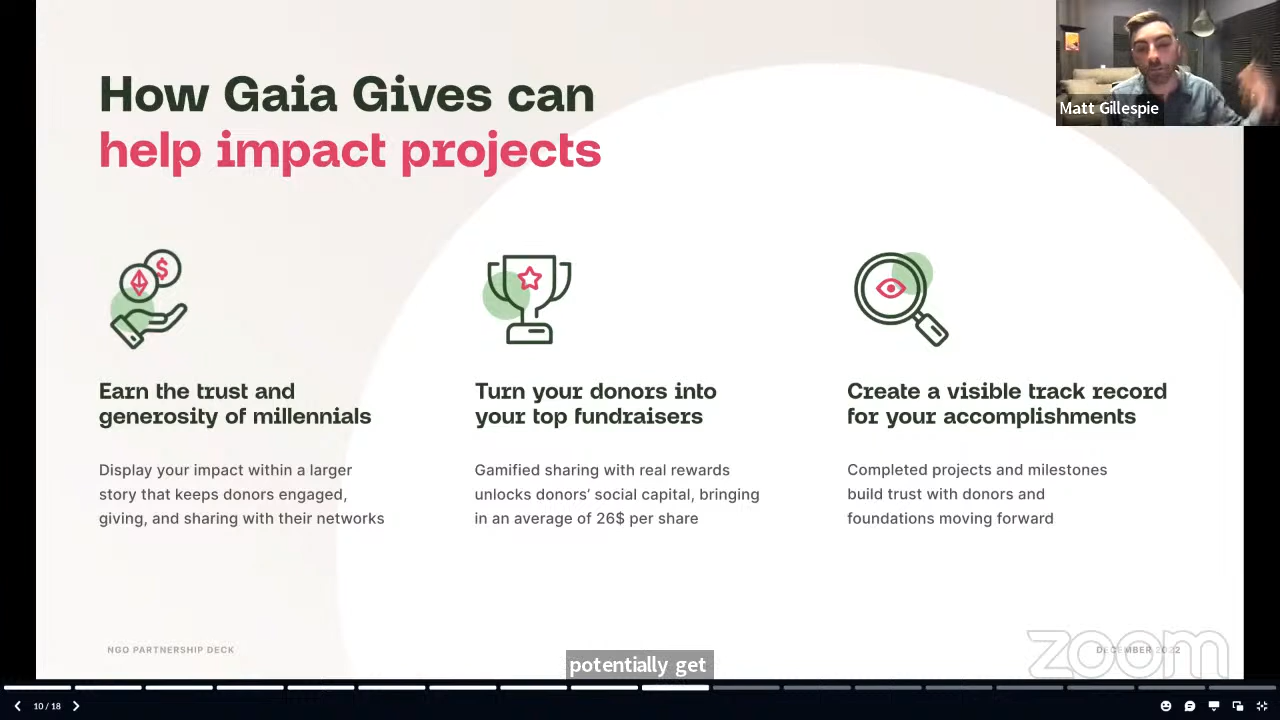 How Gaia Gives can
help impact projects
Matt Gillespie
$
Earn the trust and
generosity of millennials
Display your impact within a larger
story that keeps donors engaged,
giving, and sharing with their networks
Turn your donors into
your top fundraisers
Gamified sharing with real rewards
unlocks donors' social capital, bringing
in an average of 26$ per share
Create a visible track record
for your accomplishments
Completed projects and milestones
build trust with donors and
foundations moving forward
NGO PARTNERSHIP DECK
potentially get
DECEMBER 2022
zoom
10 / 18